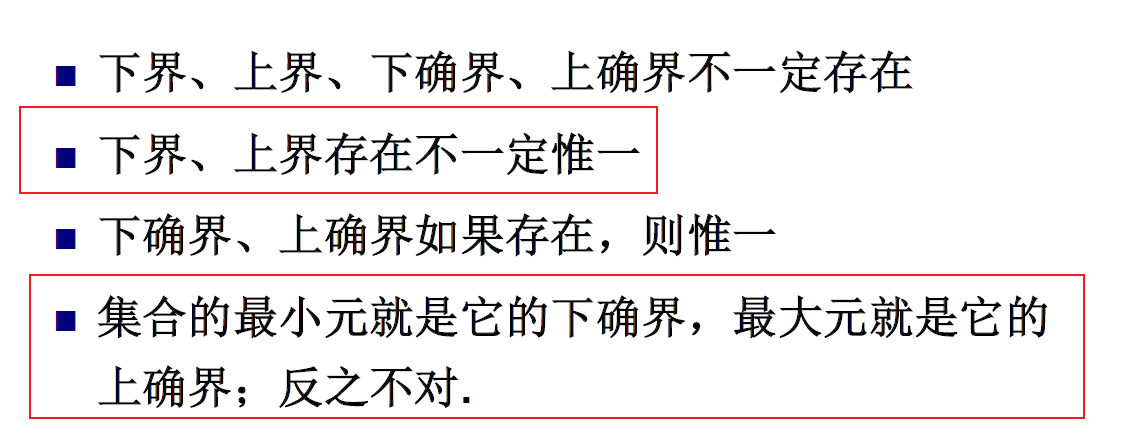 ■ 下界、上界、下确界、上确界不一定存在
■ 下界、上界存在不一定惟一
■ 下确界、上确界如果存在，则惟一
■ 集合的最小元就是它的下确界，最大元就是它的
上确界；反之不对.